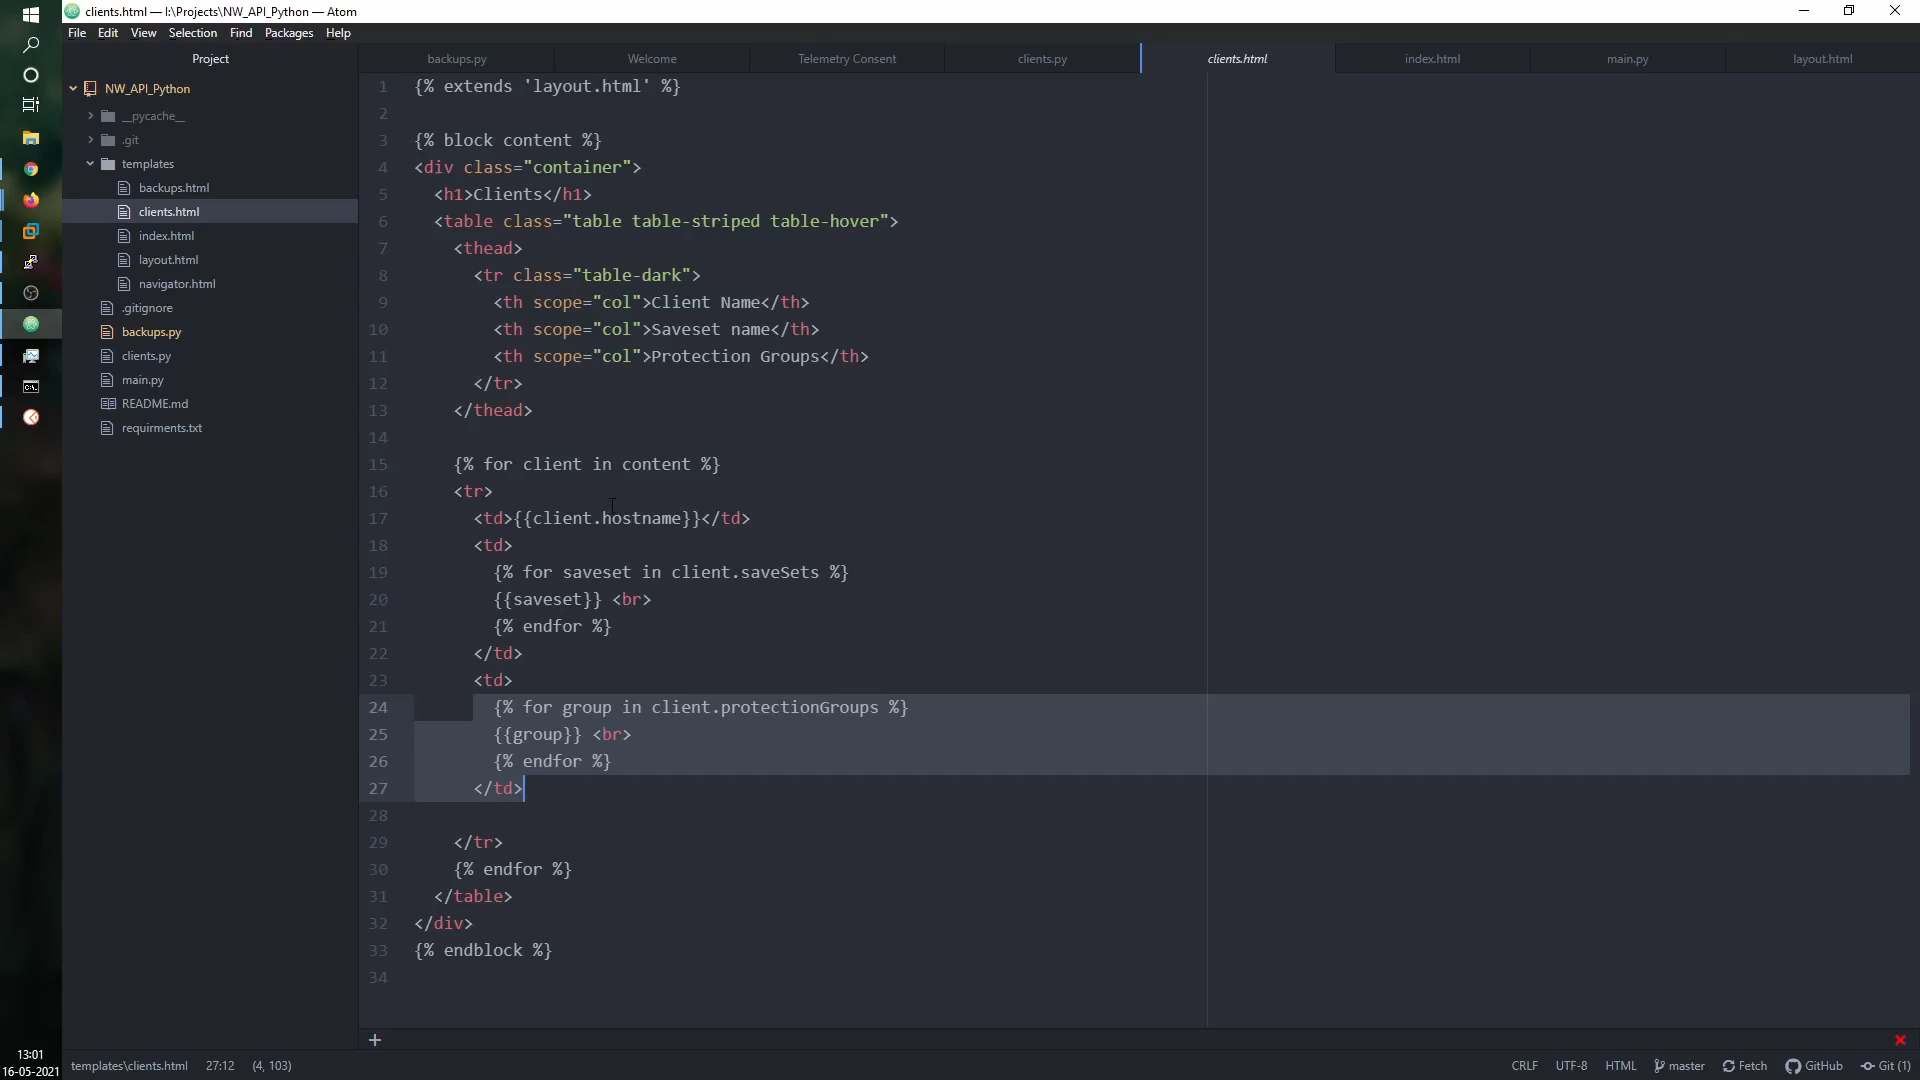 clients.html — I:\Projects\NW_API_Python — Atom
File Edit View Selection Find Packages Help
Project
backups.py Welcome Telemetry Consent clients.py clients.html index.html main.py layout.html
NW_API_Python
__pycache__
.git
templates
backups.html
clients.html
index.html
layout.html
navigator.html
.gitignore
backups.py
clients.py
main.py
README.md
requirments.txt
1 {% extends 'layout.html' %}
2
3 {% block content %}
4 <div class="container">
5 <h1>Clients</h1>
6 <table class="table table-striped table-hover">
7 <thead>
8 <tr class="table-dark">
9 <th scope="col">Client Name</th>
10 <th scope="col">Saveset name</th>
11 <th scope="col">Protection Groups</th>
12 </tr>
13 </thead>
14
15 {% for client in content %}
16 <tr>
17 <td>{{client.hostname}}</td>
18 <td>
19 {% for saveset in client.saveSets %}
20 {{saveset}} <br>
21 {% endfor %}
22 </td>
23 <td>
24 {% for group in client.protectionGroups %}
25 {{group}} <br>
26 {% endfor %}
27 </td>
28
29 </tr>
30 {% endfor %}
31 </table>
32 </div>
33 {% endblock %}
34
13:01
16-05-2021
templates\clients.html 27:12 (4, 103)
CRLF UTF-8 HTML master Fetch GitHub Git (1)